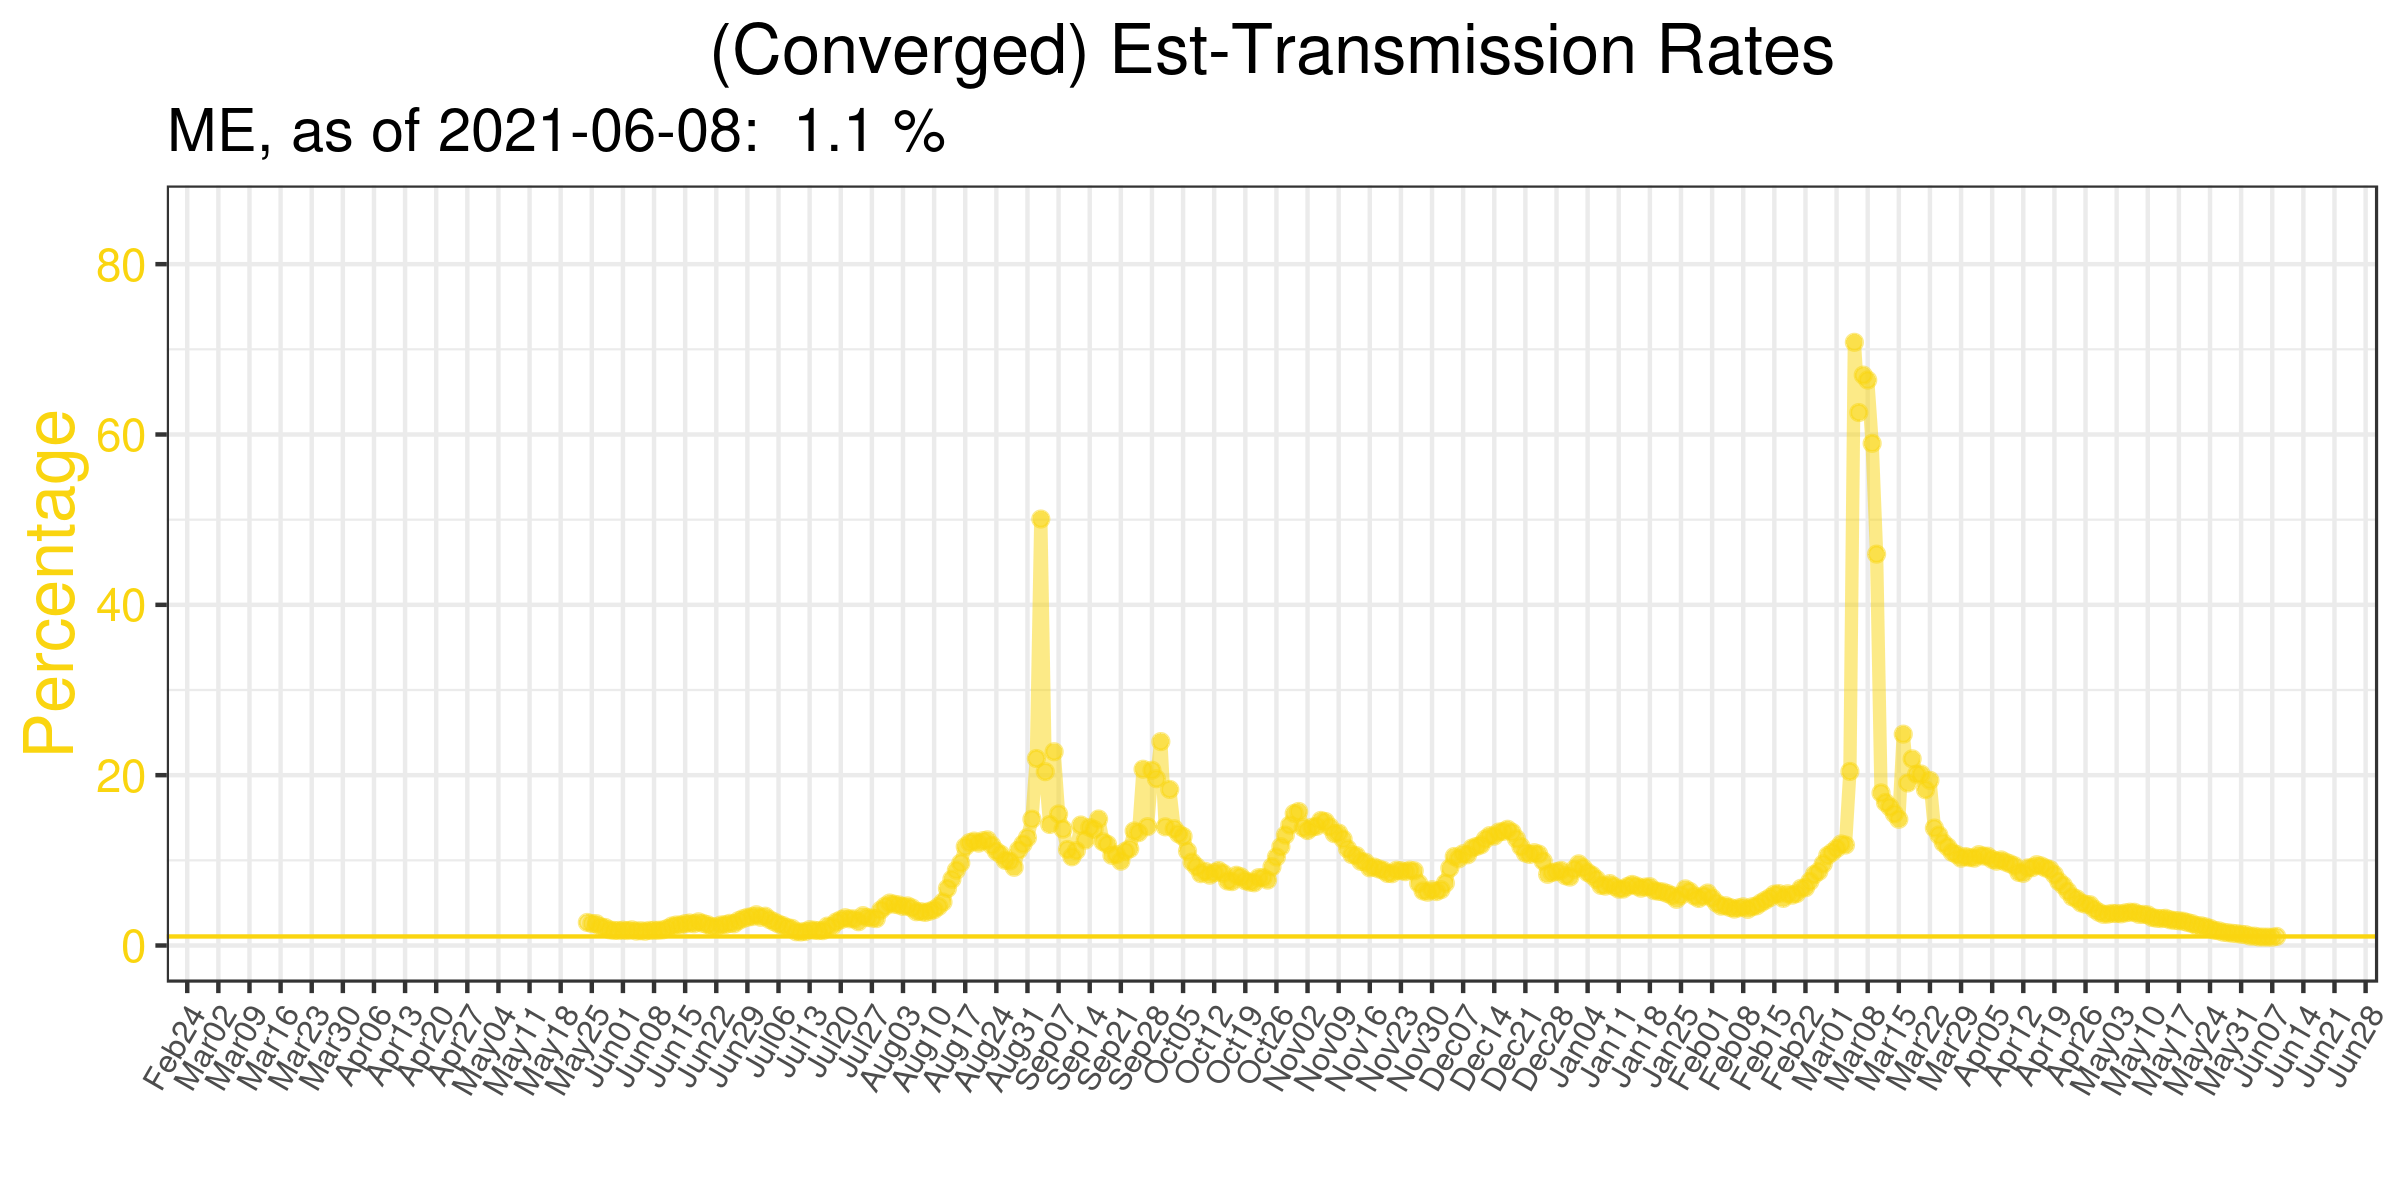 (Converged) Est-Transmission Rates
ME, as of 2021-06-08:  1.1 %
Percentage
80
60
40
20
0
Feb24
Mar02
Mar09
Mar16
Mar23
Mar30
Apr06
Apr13
Apr20
Apr27
May04
May11
May18
May25
Jun01
Jun08
Jun15
Jun22
Jun29
Jul06
Jul13
Jul20
Jul27
Aug03
Aug10
Aug17
Aug24
Aug31
Sep07
Sep14
Sep21
Sep28
Oct05
Oct12
Oct19
Oct26
Nov02
Nov09
Nov16
Nov23
Nov30
Dec07
Dec14
Dec21
Dec28
Jan04
Jan11
Jan18
Jan25
Feb01
Feb08
Feb15
Feb22
Mar01
Mar08
Mar15
Mar22
Mar29
Apr05
Apr12
Apr19
Apr26
May03
May10
May17
May24
May31
Jun07
Jun14
Jun21
Jun28